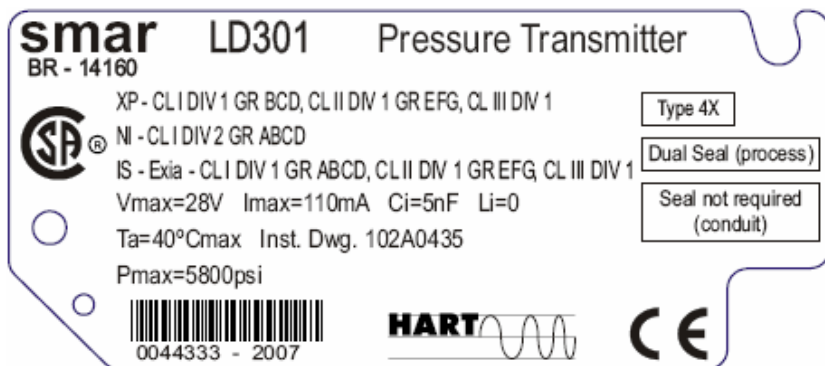 smar LD301 Pressure Transmitter
BR - 14160
CSA ®
XP - CL I DIV 1 GR BCD, CL II DIV 1 GR EFG, CL III DIV 1
NI - CL I DIV 2 GR ABCD
IS - Exia - CL I DIV 1 GR ABCD, CL II DIV 1 GR EFG, CL III DIV 1
Vmax=28V Imax=110mA Ci=5nF Li=0
Ta=40ºCmax Inst. Dwg. 102A0435
Pmax=5800psi
Type 4X
Dual Seal (process)
Seal not required
(conduit)
0044333 - 2007
HART
CE